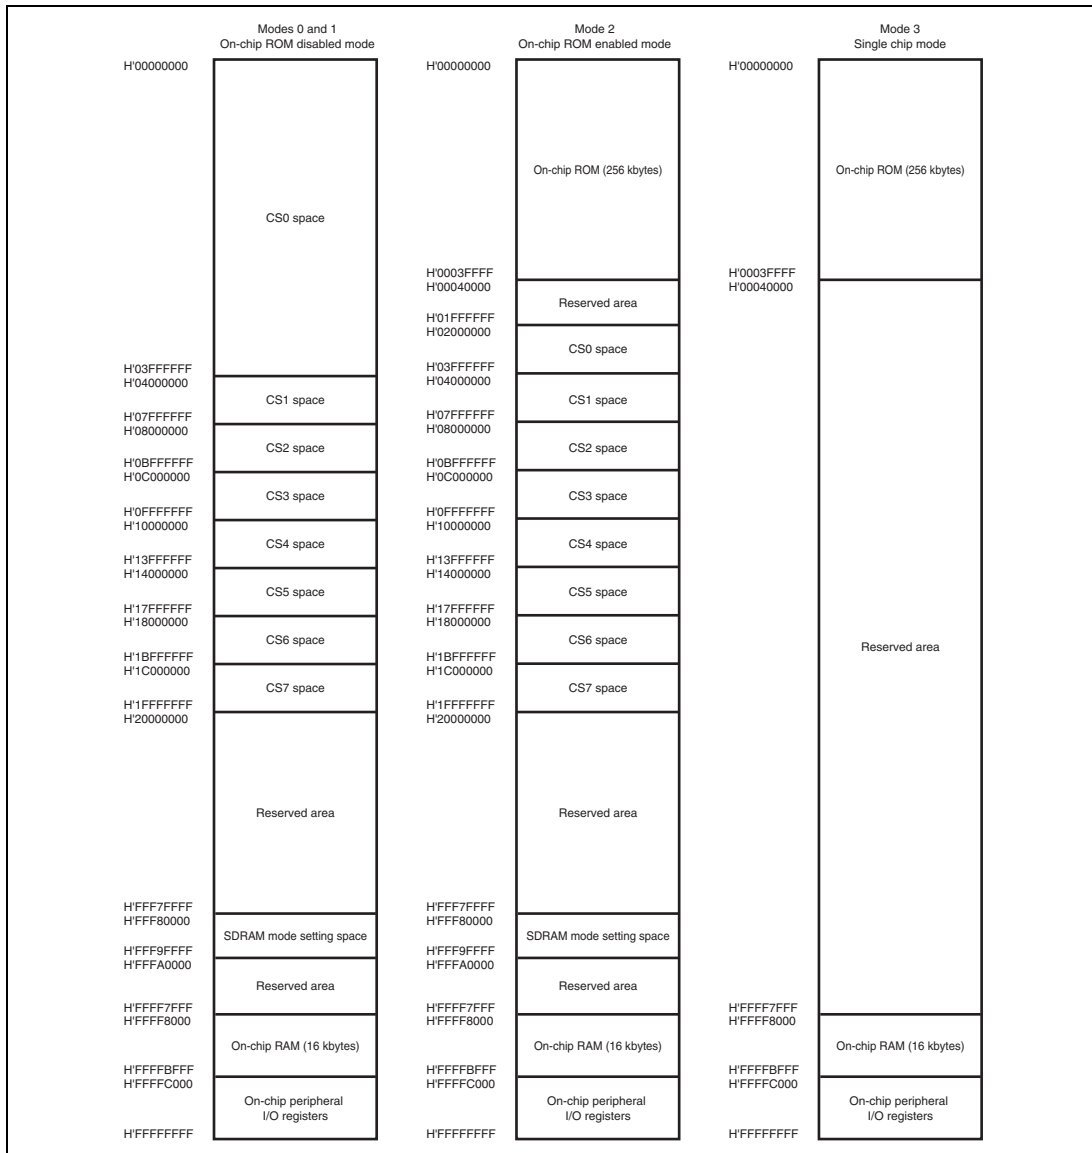 Modes 0 and 1
On-chip ROM disabled mode
H'00000000
CS0 space
H'03FFFFFF
H'04000000
CS1 space
H'07FFFFFF
H'08000000
CS2 space
H'0BFFFFFF
H'0C000000
CS3 space
H'0FFFFFFF
H'10000000
CS4 space
H'13FFFFFF
H'14000000
CS5 space
H'17FFFFFF
H'18000000
CS6 space
H'1BFFFFFF
H'1C000000
CS7 space
H'1FFFFFFF
H'20000000
Reserved area
H'FFF7FFFF
H'FFF80000
SDRAM mode setting space
H'FFF9FFFF
H'FFFA0000
Reserved area
H'FFFF7FFF
H'FFFF8000
On-chip RAM (16 kbytes)
H'FFFFBFFF
H'FFFFC000
On-chip peripheral
I/O registers
H'FFFFFFFF
Mode 2
On-chip ROM enabled mode
H'00000000
On-chip ROM (256 kbytes)
H'0003FFFF
H'00040000
Reserved area
H'01FFFFFF
H'02000000
CS0 space
H'03FFFFFF
H'04000000
CS1 space
H'07FFFFFF
H'08000000
CS2 space
H'0BFFFFFF
H'0C000000
CS3 space
H'0FFFFFFF
H'10000000
CS4 space
H'13FFFFFF
H'14000000
CS5 space
H'17FFFFFF
H'18000000
CS6 space
H'1BFFFFFF
H'1C000000
CS7 space
H'1FFFFFFF
H'20000000
Reserved area
H'FFF7FFFF
H'FFF80000
SDRAM mode setting space
H'FFF9FFFF
H'FFFA0000
Reserved area
H'FFFF7FFF
H'FFFF8000
On-chip RAM (16 kbytes)
H'FFFFBFFF
H'FFFFC000
On-chip peripheral
I/O registers
H'FFFFFFFF
Mode 3
Single chip mode
H'00000000
On-chip ROM (256 kbytes)
H'0003FFFF
H'00040000
Reserved area
H'FFFF7FFF
H'FFFF8000
On-chip RAM (16 kbytes)
H'FFFFBFFF
H'FFFFC000
On-chip peripheral
I/O registers
H'FFFFFFFF